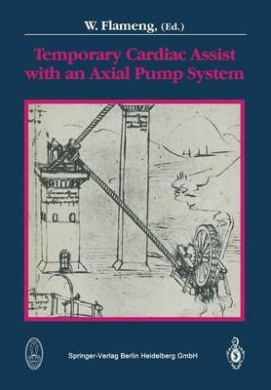 W. Flameng, (Ed.)
Temporary Cardiac Assist
with an Axial Pump System
Springer-Verlag Berlin Heidelberg GmbH